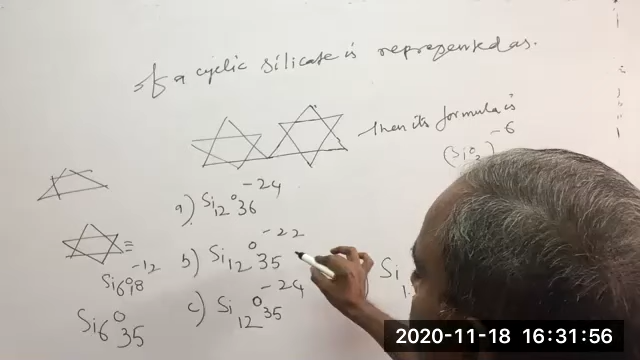 If a cyclic silicate is represented as.
then its formula is
(SiO3)^-6
a) Si12O36^-24
b) Si12O35^-22
c) Si12O35^-24
Si
Si6O18^-12
Si6O35
2020-11-18 16:31:56